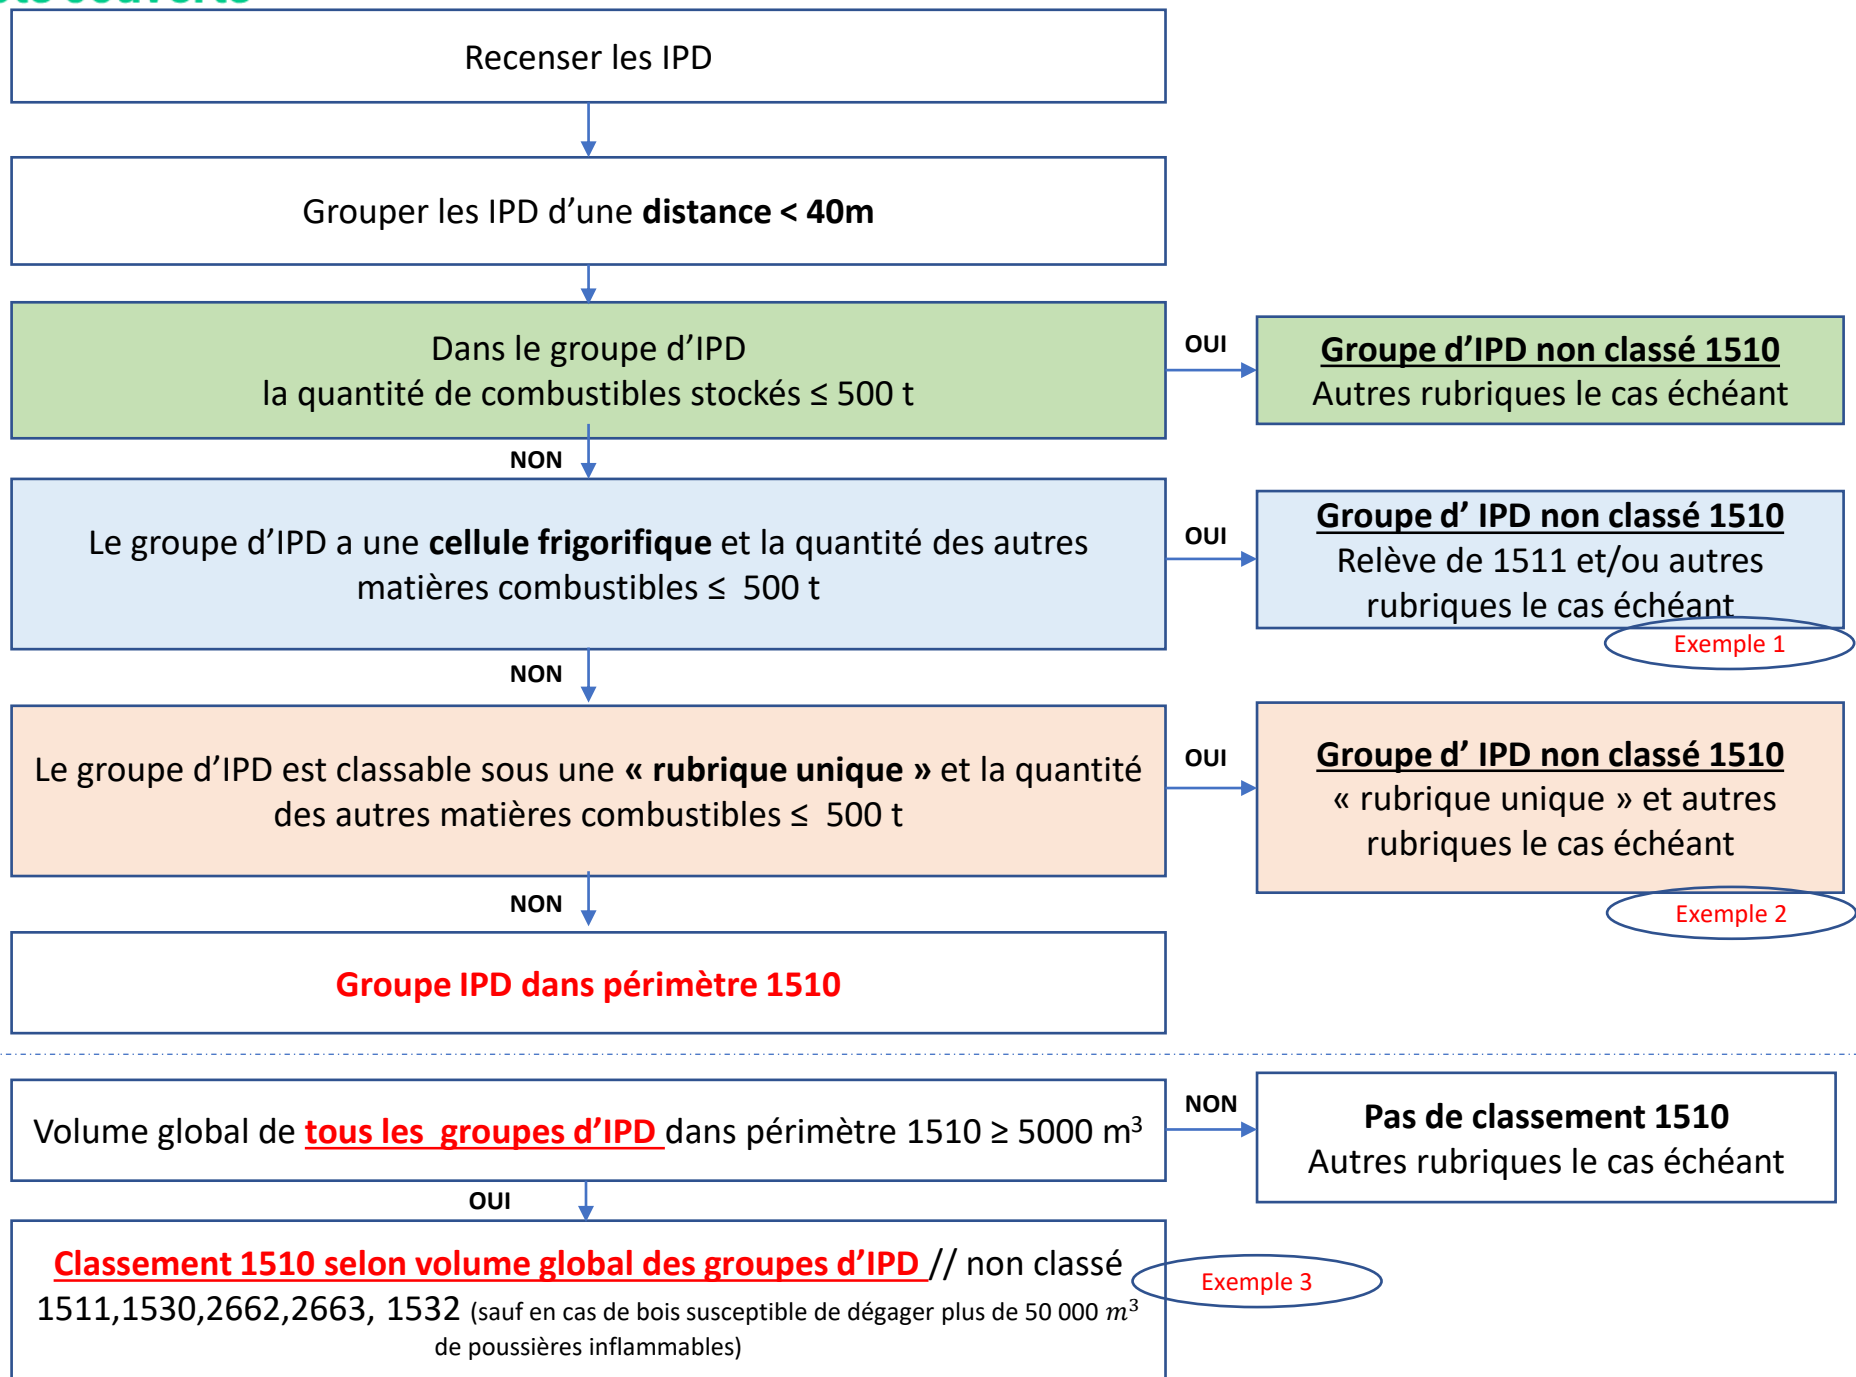 Recenser les IPD
Grouper les IPD d’une distance < 40m
Dans le groupe d’IPD
la quantité de combustibles stockés ≤ 500 t
OUI
Groupe d’IPD non classé 1510
Autres rubriques le cas échéant
NON
Le groupe d’IPD a une cellule frigorifique et la quantité des autres
matières combustibles ≤ 500 t
OUI
Groupe d’ IPD non classé 1510
Relève de 1511 et/ou autres
rubriques le cas échéant
Exemple 1
NON
Le groupe d’IPD est classable sous une « rubrique unique » et la quantité
des autres matières combustibles ≤ 500 t
OUI
Groupe d’ IPD non classé 1510
« rubrique unique » et autres
rubriques le cas échéant
Exemple 2
NON
Groupe IPD dans périmètre 1510
Volume global de tous les groupes d’IPD dans périmètre 1510 ≥ 5000 m³
NON
Pas de classement 1510
Autres rubriques le cas échéant
OUI
Classement 1510 selon volume global des groupes d’IPD // non classé
1511,1530,2662,2663, 1532 (sauf en cas de bois susceptible de dégager plus de 50 000 m³
de poussières inflammables)
Exemple 3